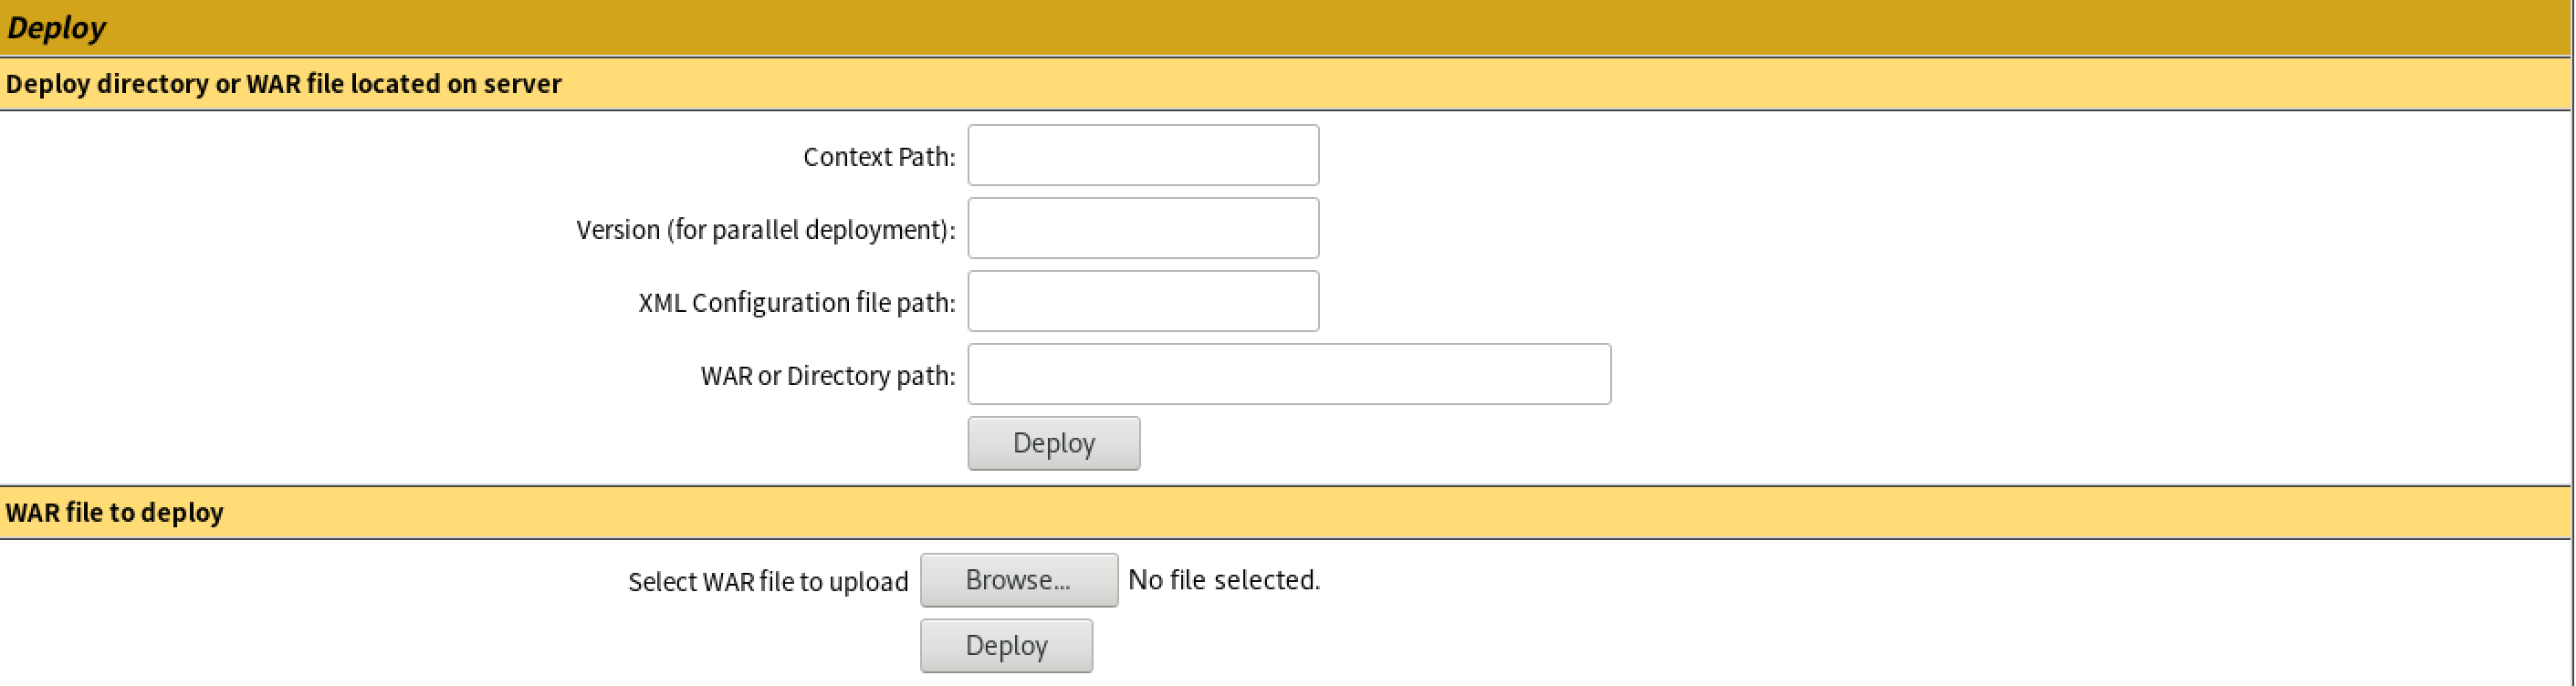 Deploy
Deploy directory or WAR file located on server
Context Path:
Version (for parallel deployment):
XML Configuration file path:
WAR or Directory path:
Deploy
WAR file to deploy
Select WAR file to upload Browse... No file selected.
Deploy